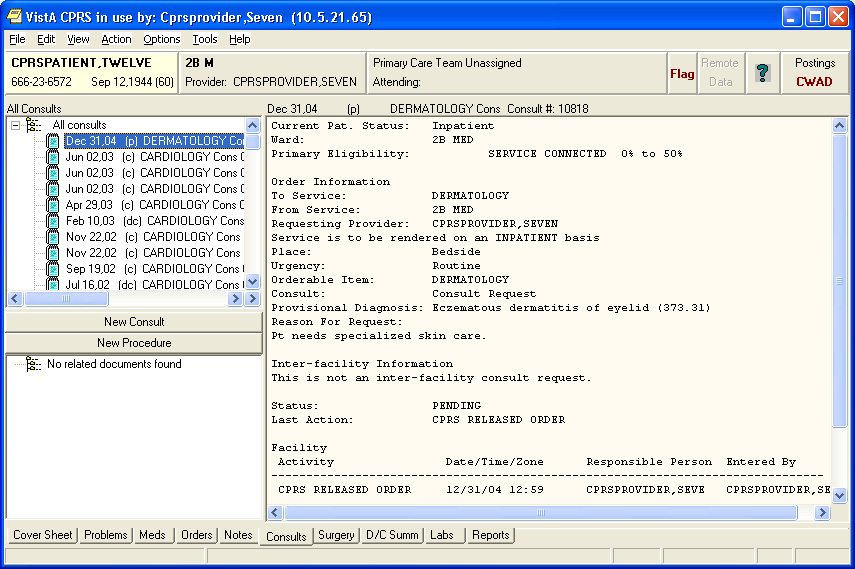 VistA CPRS in use by: Cprsprovider,Seven (10.5.21.65)
File Edit View Action Options Tools Help
CPRSPATIENT,TWELVE
666-23-6572 Sep 12,1944 (60)
2B M
Provider: CPRSPROVIDER,SEVEN
Primary Care Team Unassigned
Attending:
Flag
Remote
Data
?
Postings
CWAD
All Consults
All consults
Dec 31,04 (p) DERMATOLOGY Co
Jun 02,03 (c) CARDIOLOGY Cons
Jun 02,03 (c) CARDIOLOGY Cons
Jun 02,03 (c) CARDIOLOGY Cons
Apr 29,03 (c) CARDIOLOGY Cons
Feb 10,03 (dc) CARDIOLOGY Cons
Nov 22,02 (c) CARDIOLOGY Cons
Nov 22,02 (c) CARDIOLOGY Cons
Sep 19,02 (c) CARDIOLOGY Cons
Jul 16,02 (dc) CARDIOLOGY Cons
New Consult
New Procedure
No related documents found
Dec 31,04 (p) DERMATOLOGY Cons Consult #: 10818
Current Pat. Status: Inpatient
Ward: 2B MED
Primary Eligibility: SERVICE CONNECTED 0% to 50%
Order Information
To Service: DERMATOLOGY
From Service: 2B MED
Requesting Provider: CPRSPROVIDER,SEVEN
Service is to be rendered on an INPATIENT basis
Place: Bedside
Urgency: Routine
Orderable Item: DERMATOLOGY
Consult: Consult Request
Provisional Diagnosis: Eczematous dermatitis of eyelid (373.31)
Reason For Request:
Pt needs specialized skin care.
Inter-facility Information
This is not an inter-facility consult request.
Status: PENDING
Last Action: CPRS RELEASED ORDER
Facility
Activity Date/Time/Zone Responsible Person Entered By
-------------------------------------------------------------------------------
CPRS RELEASED ORDER 12/31/04 12:59 CPRSPROVIDER,SEVE CPRSPROVIDER,SE
Cover Sheet Problems Meds Orders Notes Consults Surgery D/C Summ Labs Reports